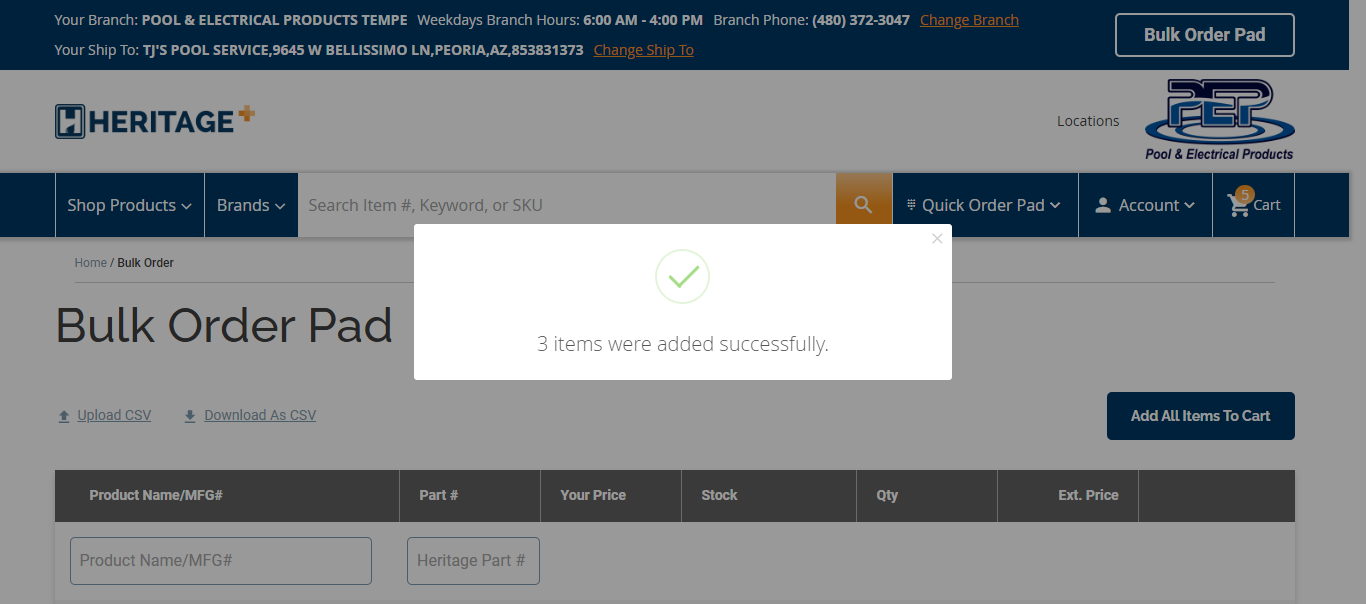 Your Branch: POOL & ELECTRICAL PRODUCTS TEMPE Weekdays Branch Hours: 6:00 AM - 4:00 PM Branch Phone: (480) 372-3047 Change Branch
Your Ship To: TJ'S POOL SERVICE,9645 W BELLISSIMO LN,PEORIA,AZ,853831373 Change Ship To
Bulk Order Pad
HERITAGE+
Locations
PEP
Pool & Electrical Products
Shop Products
Brands
Search Item #, Keyword, or SKU
Quick Order Pad
Account
5
Cart
Home / Bulk Order
Bulk Order Pad
3 items were added successfully.
Upload CSV
Download As CSV
Add All Items To Cart
Product Name/MFG# Part # Your Price Stock Qty Ext. Price
Product Name/MFG# Heritage Part #